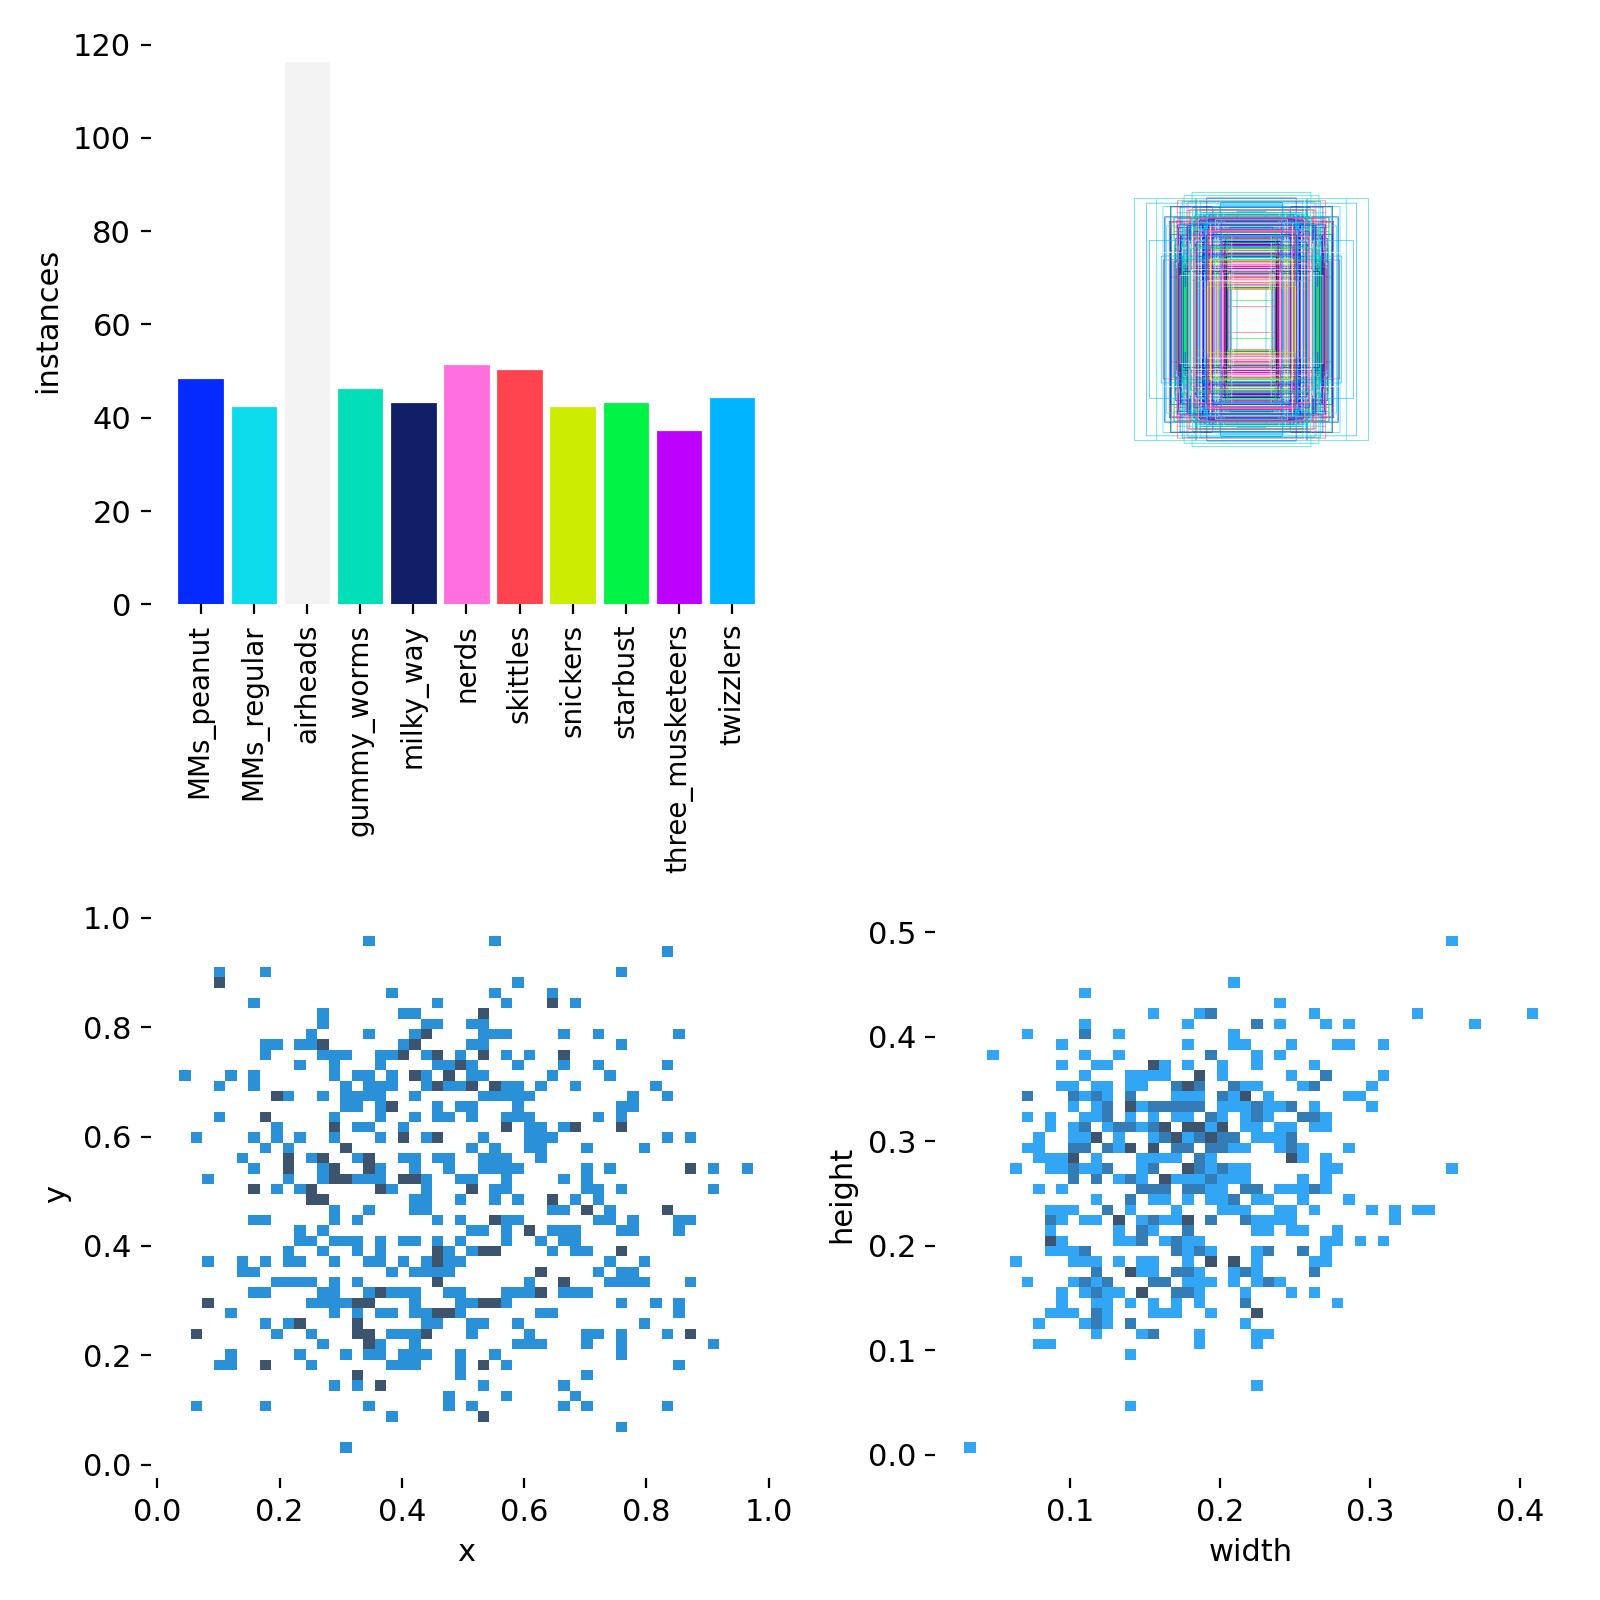 120
100
80
60
40
20
0
instances
MMs_peanut
MMs_regular
airheads
gummy_worms
milky_way
nerds
skittles
snickers
starbust
three_musketeers
twizzlers
1.0
0.8
0.6
0.4
0.2
0.0
y
0.0 0.2 0.4 0.6 0.8 1.0
x
0.5
0.4
0.3
0.2
0.1
0.0
height
0.1 0.2 0.3 0.4
width